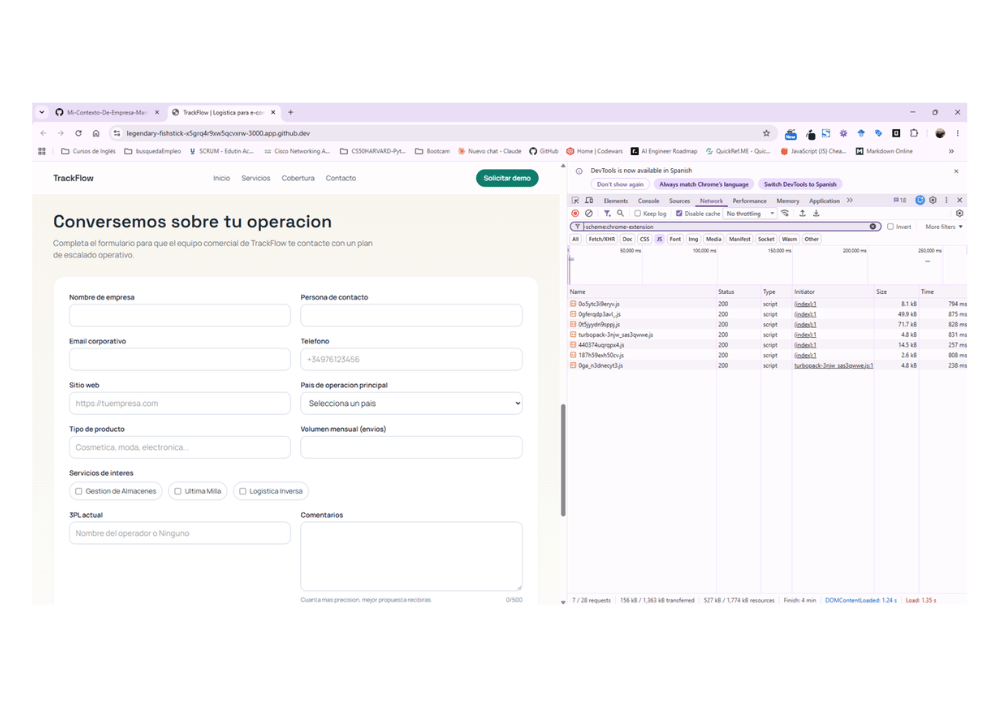 Mi-Contexto-De-Empresa-Mar
TrackFlow | Logística para e-co
legendary-fishstick-x5grq4r9xw5qcvxrw-3000.app.github.dev
Cursos de Inglés
busquedaEmpleo
SCRUM - Edutin Ac...
Cisco Networking A...
CS50HARVARD-Pyt...
Bootcam
Nuevo chat - Claude
GitHub
Home | Codewars
AI Engineer Roadmap
QuickRef.ME - Quic...
JavaScript (JS) Chea...
Markdown Online
TrackFlow
Inicio
Servicios
Cobertura
Contacto
Solicitar demo
Conversemos sobre tu operacion
Completa el formulario para que el equipo comercial de TrackFlow te contacte con un plan
de escalado operativo.
Nombre de empresa
Persona de contacto
Email corporativo
Telefono
+34976123456
Sitio web
Pais de operacion principal
https://tuempresa.com
Selecciona un pais
Tipo de producto
Volumen mensual (envios)
Cosmetica, moda, electronica...
Servicios de interes
Gestion de Almacenes
Ultima Milla
Logistica Inversa
3PL actual
Comentarios
Nombre del operador o Ninguno
Cuanta mas precision, mejor propuesta recibiras.
0/500
DevTools is now available in Spanish
Don't show again
Always match Chrome's language
Switch DevTools to Spanish
Elements
Console
Sources
Network
Performance
Memory
Application
18
Keep log
Disable cache
No throttling
-scheme:chrome-extension
Invert
More filters
All
Fetch/XHR
Doc
CSS
JS
Font
Img
Media
Manifest
Socket
Wasm
Other
50,000 ms
100,000 ms
150,000 ms
200,000 ms
250,000 ms
Name Status Type Initiator Size Time
200 script (index):1 8.1 kB 794 ms
200 script (index):1 49.9 kB 875 ms
200 script (index):1 71.7 kB 828 ms
turbopack-3njw_sas3qwwe.js 200 script (index):1 4.8 kB 831 ms
440374uqrqpx4.js 200 script (index):1 14.5 kB 257 ms
187h59exh50cv.js 200 script (index):1 2.6 kB 808 ms
0ga_n3dnecyt3.js 200 script turbopack-3njw_sas3qwwe.js:1 4.8 kB 238 ms
7 / 28 requests
156 kB / 1,363 kB transferred
527 kB / 1,774 kB resources
Finish: 4 min
DOMContentLoaded: 1.24 s
Load: 1.35 s